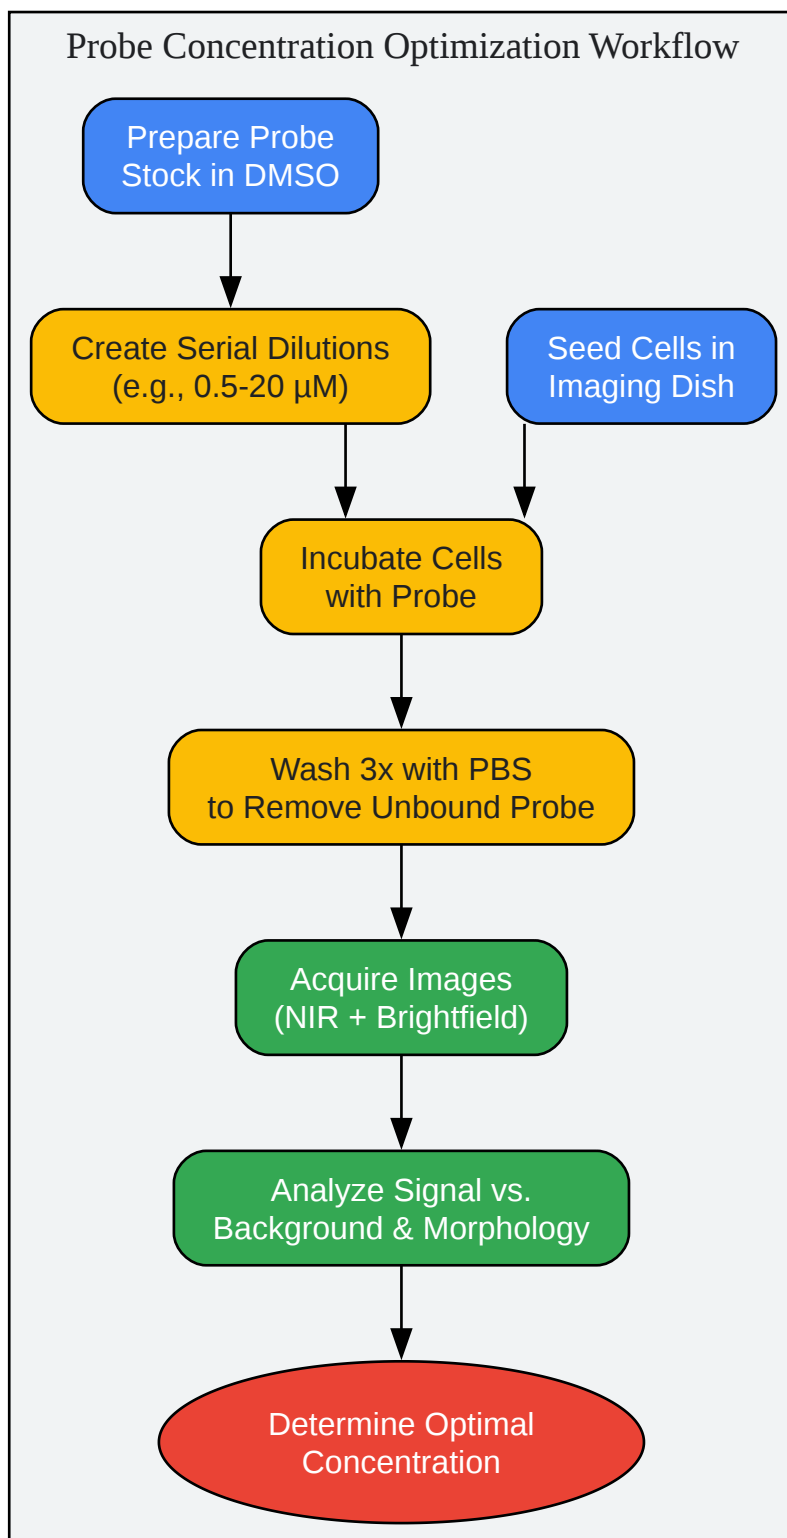 Probe Concentration Optimization Workflow
Prepare Probe
Stock in DMSO
Create Serial Dilutions
(e.g., 0.5-20 µM)
Seed Cells in
Imaging Dish
Incubate Cells
with Probe
Wash 3x with PBS
to Remove Unbound Probe
Acquire Images
(NIR + Brightfield)
Analyze Signal vs.
Background & Morphology
Determine Optimal
Concentration